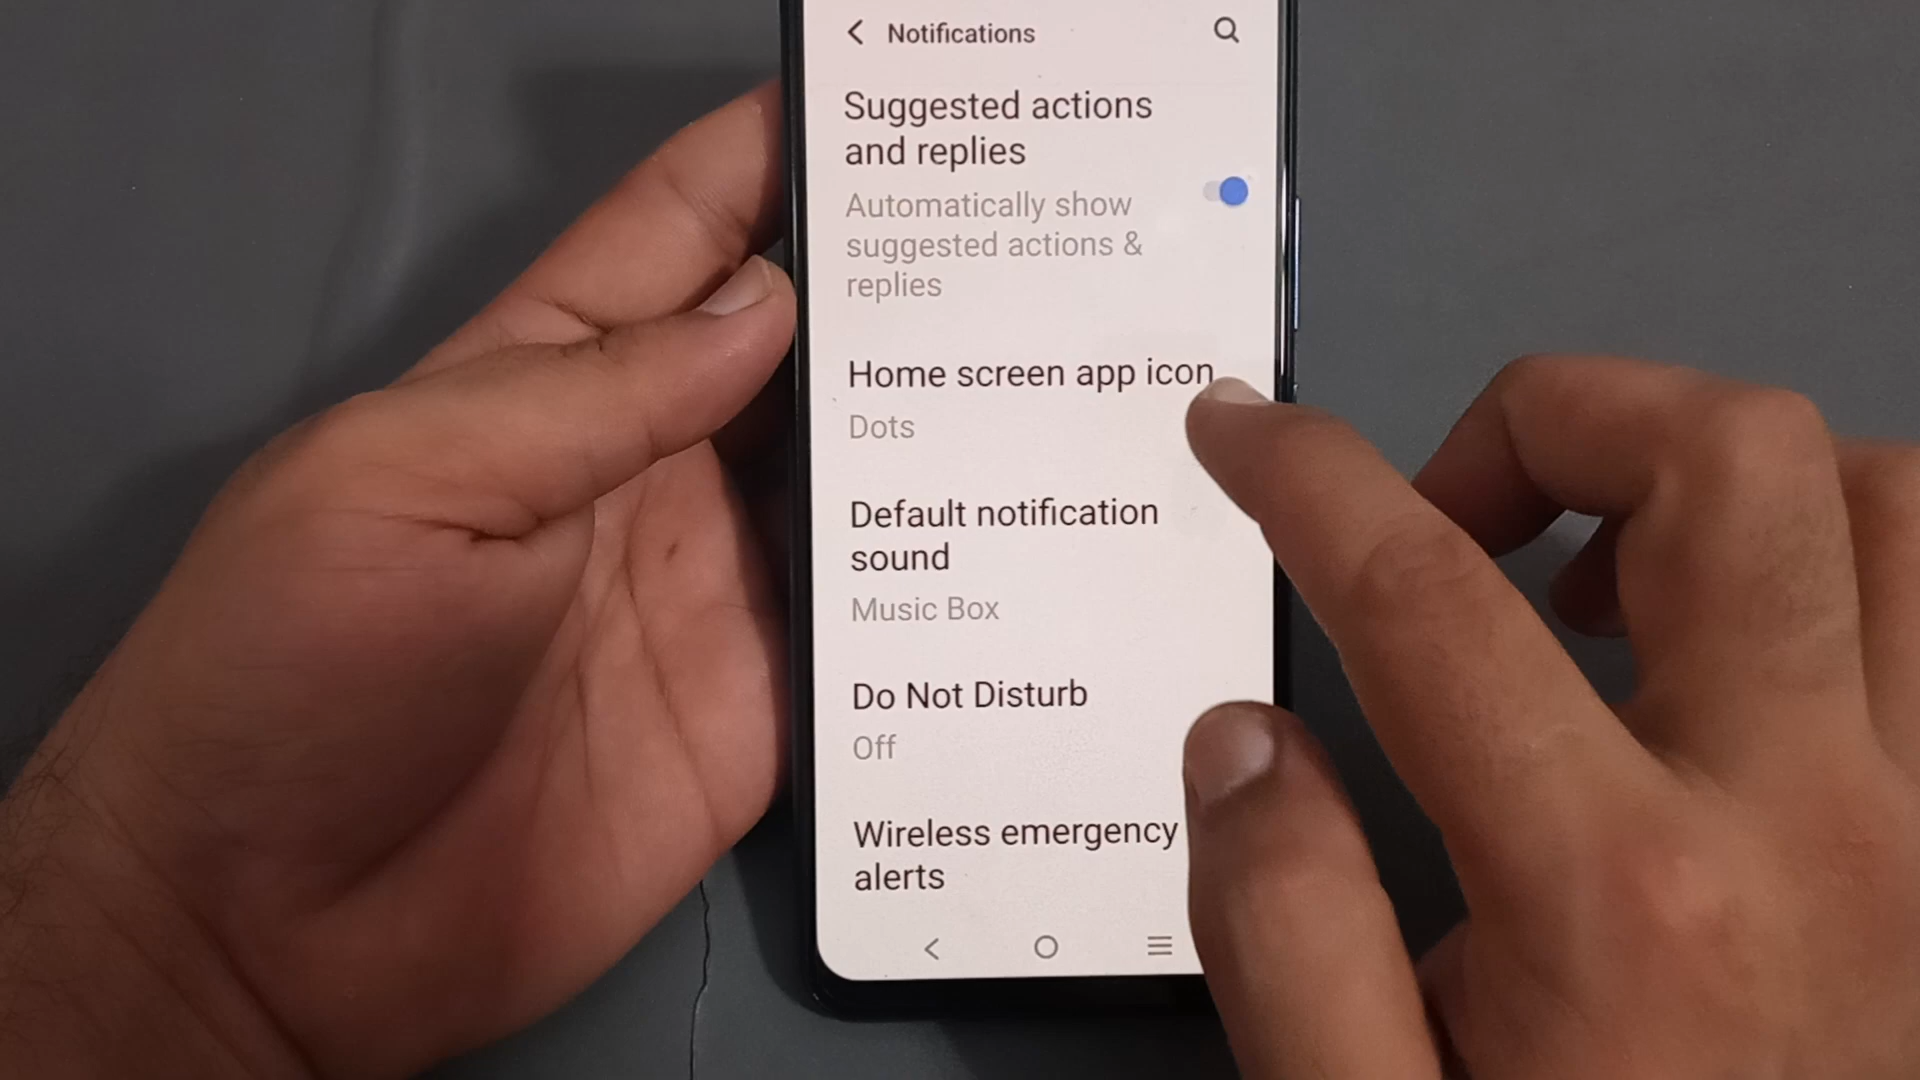 Notifications
Suggested actions
and replies
Automatically show
suggested actions &
replies
Home screen app icon
Dots
Default notification
sound
Music Box
Do Not Disturb
Off
Wireless emergency
alerts